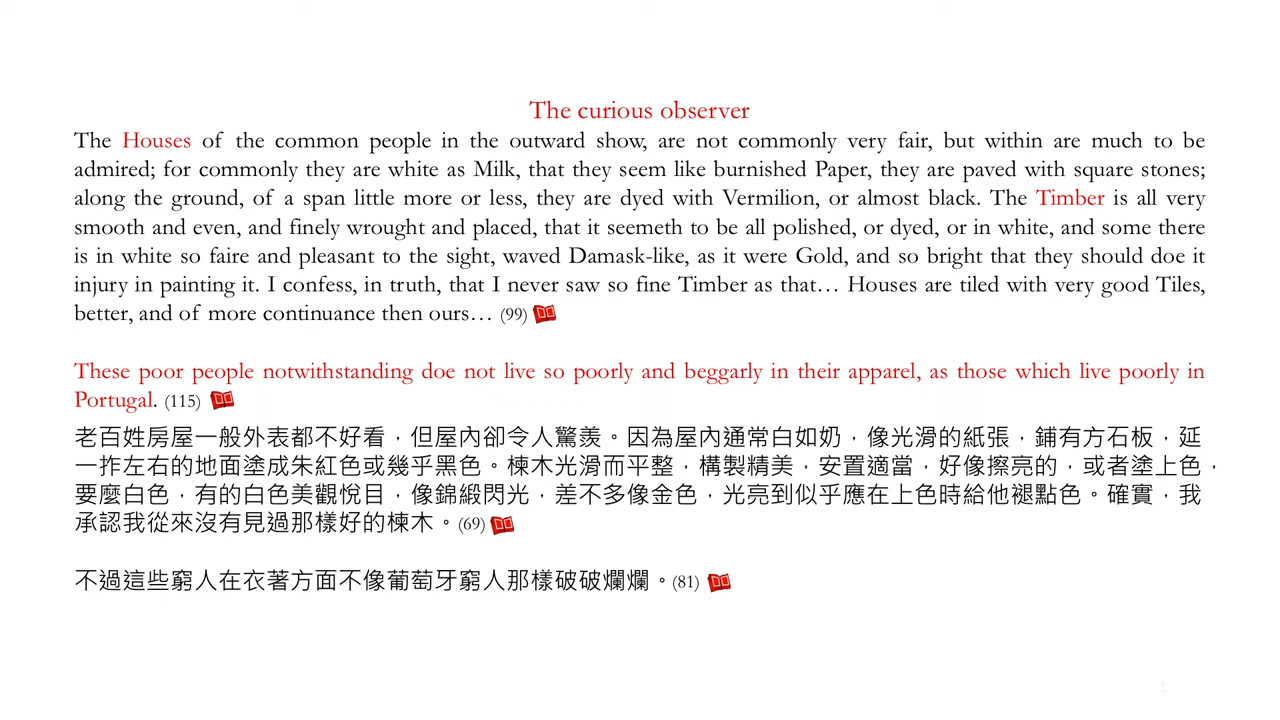 The curious observer
The Houses of the common people in the outward show, are not commonly very fair, but within are much to be
admired; for commonly they are white as Milk, that they seem like burnished Paper, they are paved with square stones;
along the ground, of a span little more or less, they are dyed with Vermilion, or almost black. The Timber is all very
smooth and even, and finely wrought and placed, that it seemeth to be all polished, or dyed, or in white, and some there
is in white so faire and pleasant to the sight, waved Damask-like, as it were Gold, and so bright that they should doe it
injury in painting it. I confess, in truth, that I never saw so fine Timber as that… Houses are tiled with very good Tiles,
better, and of more continuance then ours… (99)
These poor people notwithstanding doe not live so poorly and beggarly in their apparel, as those which live poorly in
Portugal. (115)
老百姓房屋一般外表都不好看，但屋內卻令人驚羨。因為屋內通常白如奶，像光滑的紙張，鋪有方石板，延
一拃左右的地面塗成朱紅色或幾乎黑色。楝木光滑而平整，構製精美，安置適當，好像擦亮的，或者塗上色，
要麼白色，有的白色美觀悅目，像錦緞閃光，差不多像金色，光亮到似乎應在上色時給他褪點色。確實，我
承認我從來沒有見過那樣好的楝木。(69)
不過這些窮人在衣著方面不像葡萄牙窮人那樣破破爛爛。(81)